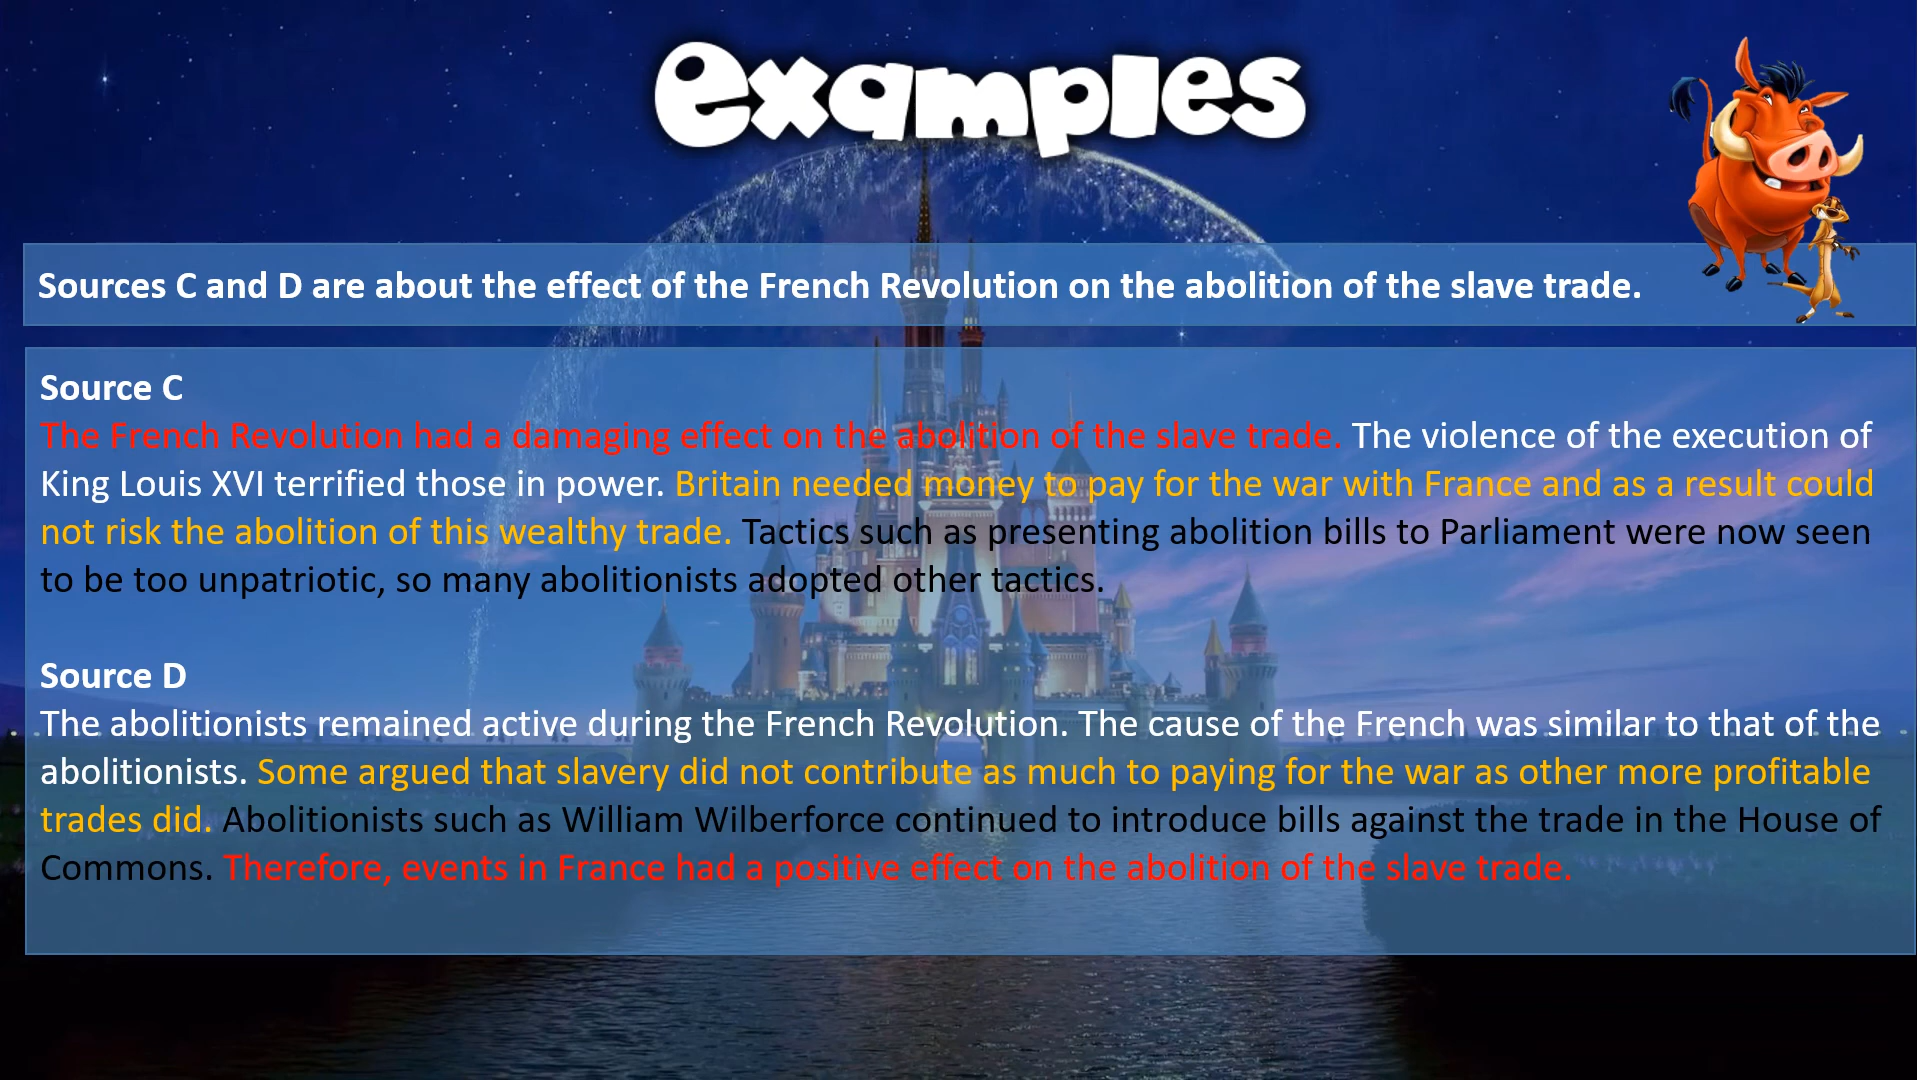 examples
Sources C and D are about the effect of the French Revolution on the abolition of the slave trade.
Source C
The French Revolution had a damaging effect on the abolition of the slave trade. The violence of the execution of
King Louis XVI terrified those in power. Britain needed money to pay for the war with France and as a result could
not risk the abolition of this wealthy trade. Tactics such as presenting abolition bills to Parliament were now seen
to be too unpatriotic, so many abolitionists adopted other tactics.
Source D
The abolitionists remained active during the French Revolution. The cause of the French was similar to that of the
abolitionists. Some argued that slavery did not contribute as much to paying for the war as other more profitable
trades did. Abolitionists such as William Wilberforce continued to introduce bills against the trade in the House of
Commons. Therefore, events in France had a positive effect on the abolition of the slave trade.